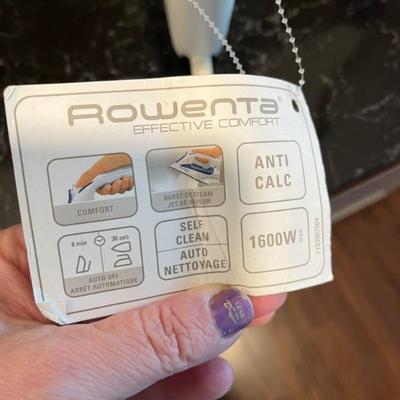 Rowenta®
EFFECTIVE COMFORT
COMFORT
BURST OF STEAM
JET DE VAPEUR
ANTI
CALC
8 min
30 sec
AUTO OFF
ARRÊT AUTOMATIQUE
SELF
CLEAN
AUTO
NETTOYAGE
1600W MAX